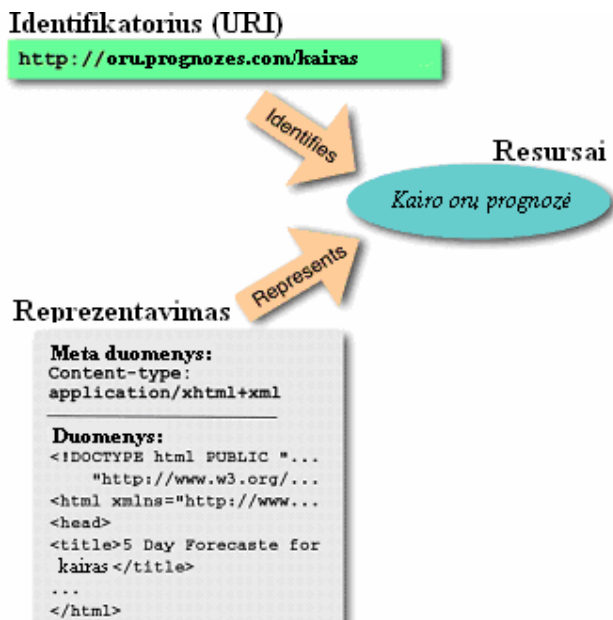 Identifikatorius (URI)
http://oru.prognozes.com/kairas
Identifies
Resursai
Kairo orų prognozė
Represents
Reprezentavimas
Meta duomenys:
Content-type:
application/xhtml+xml
Duomenys:
<!DOCTYPE html PUBLIC "...
"http://www.w3.org/...
<html xmlns="http://www...
<head>
<title>5 Day Forecaste for
kairas </title>
...
</html>